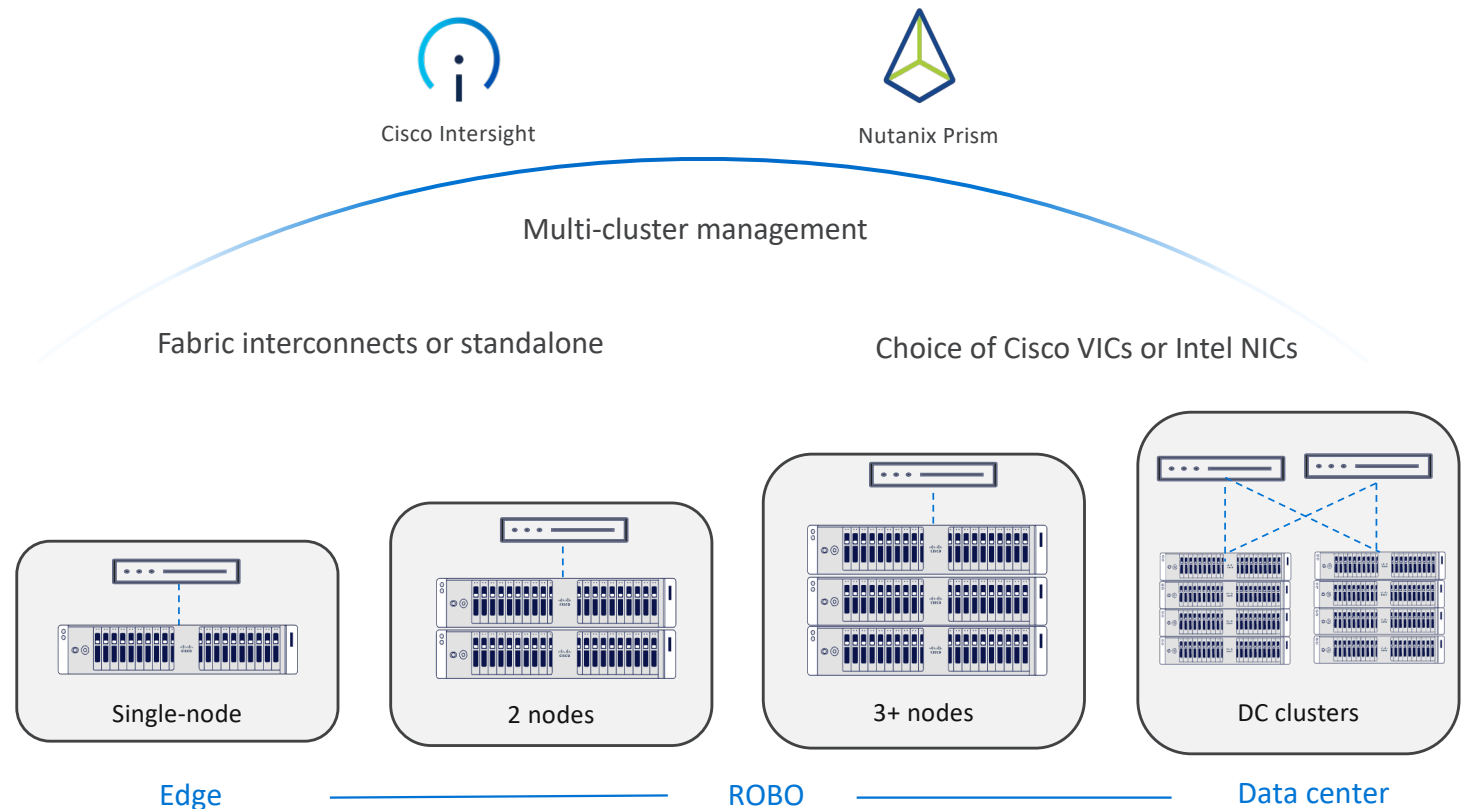 Cisco Intersight
Nutanix Prism
Multi-cluster management
Fabric interconnects or standalone
Choice of Cisco VICs or Intel NICs
Single-node
2 nodes
3+ nodes
DC clusters
Edge
ROBO
Data center